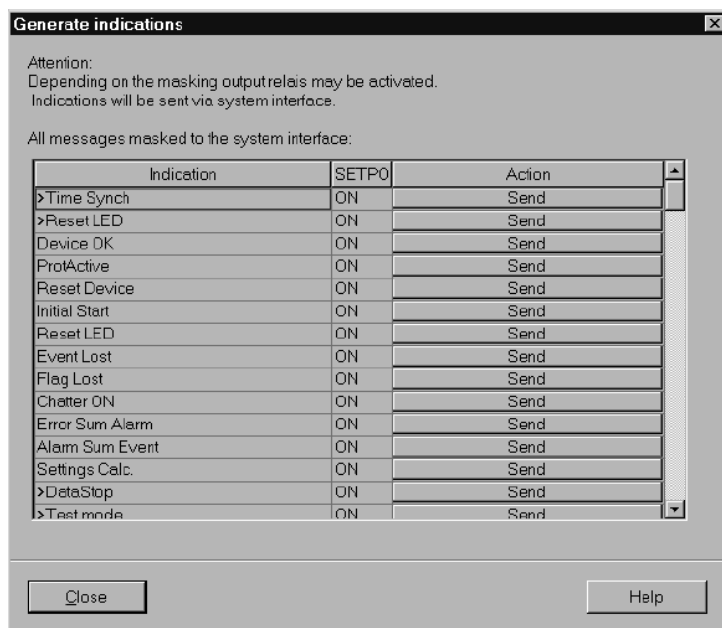 Generate indications
Attention:
Depending on the masking output relais may be activated.
Indications will be sent via system interface.
All messages masked to the system interface:
Indication SETPO Action
>Time Synch ON Send
>Reset LED ON Send
Device OK ON Send
ProtActive ON Send
Reset Device ON Send
Initial Start ON Send
Reset LED ON Send
Event Lost ON Send
Flag Lost ON Send
Chatter ON ON Send
Error Sum Alarm ON Send
Alarm Sum Event ON Send
Settings Calc. ON Send
>DataStop ON Send
>Test mode ON Send
Close Help